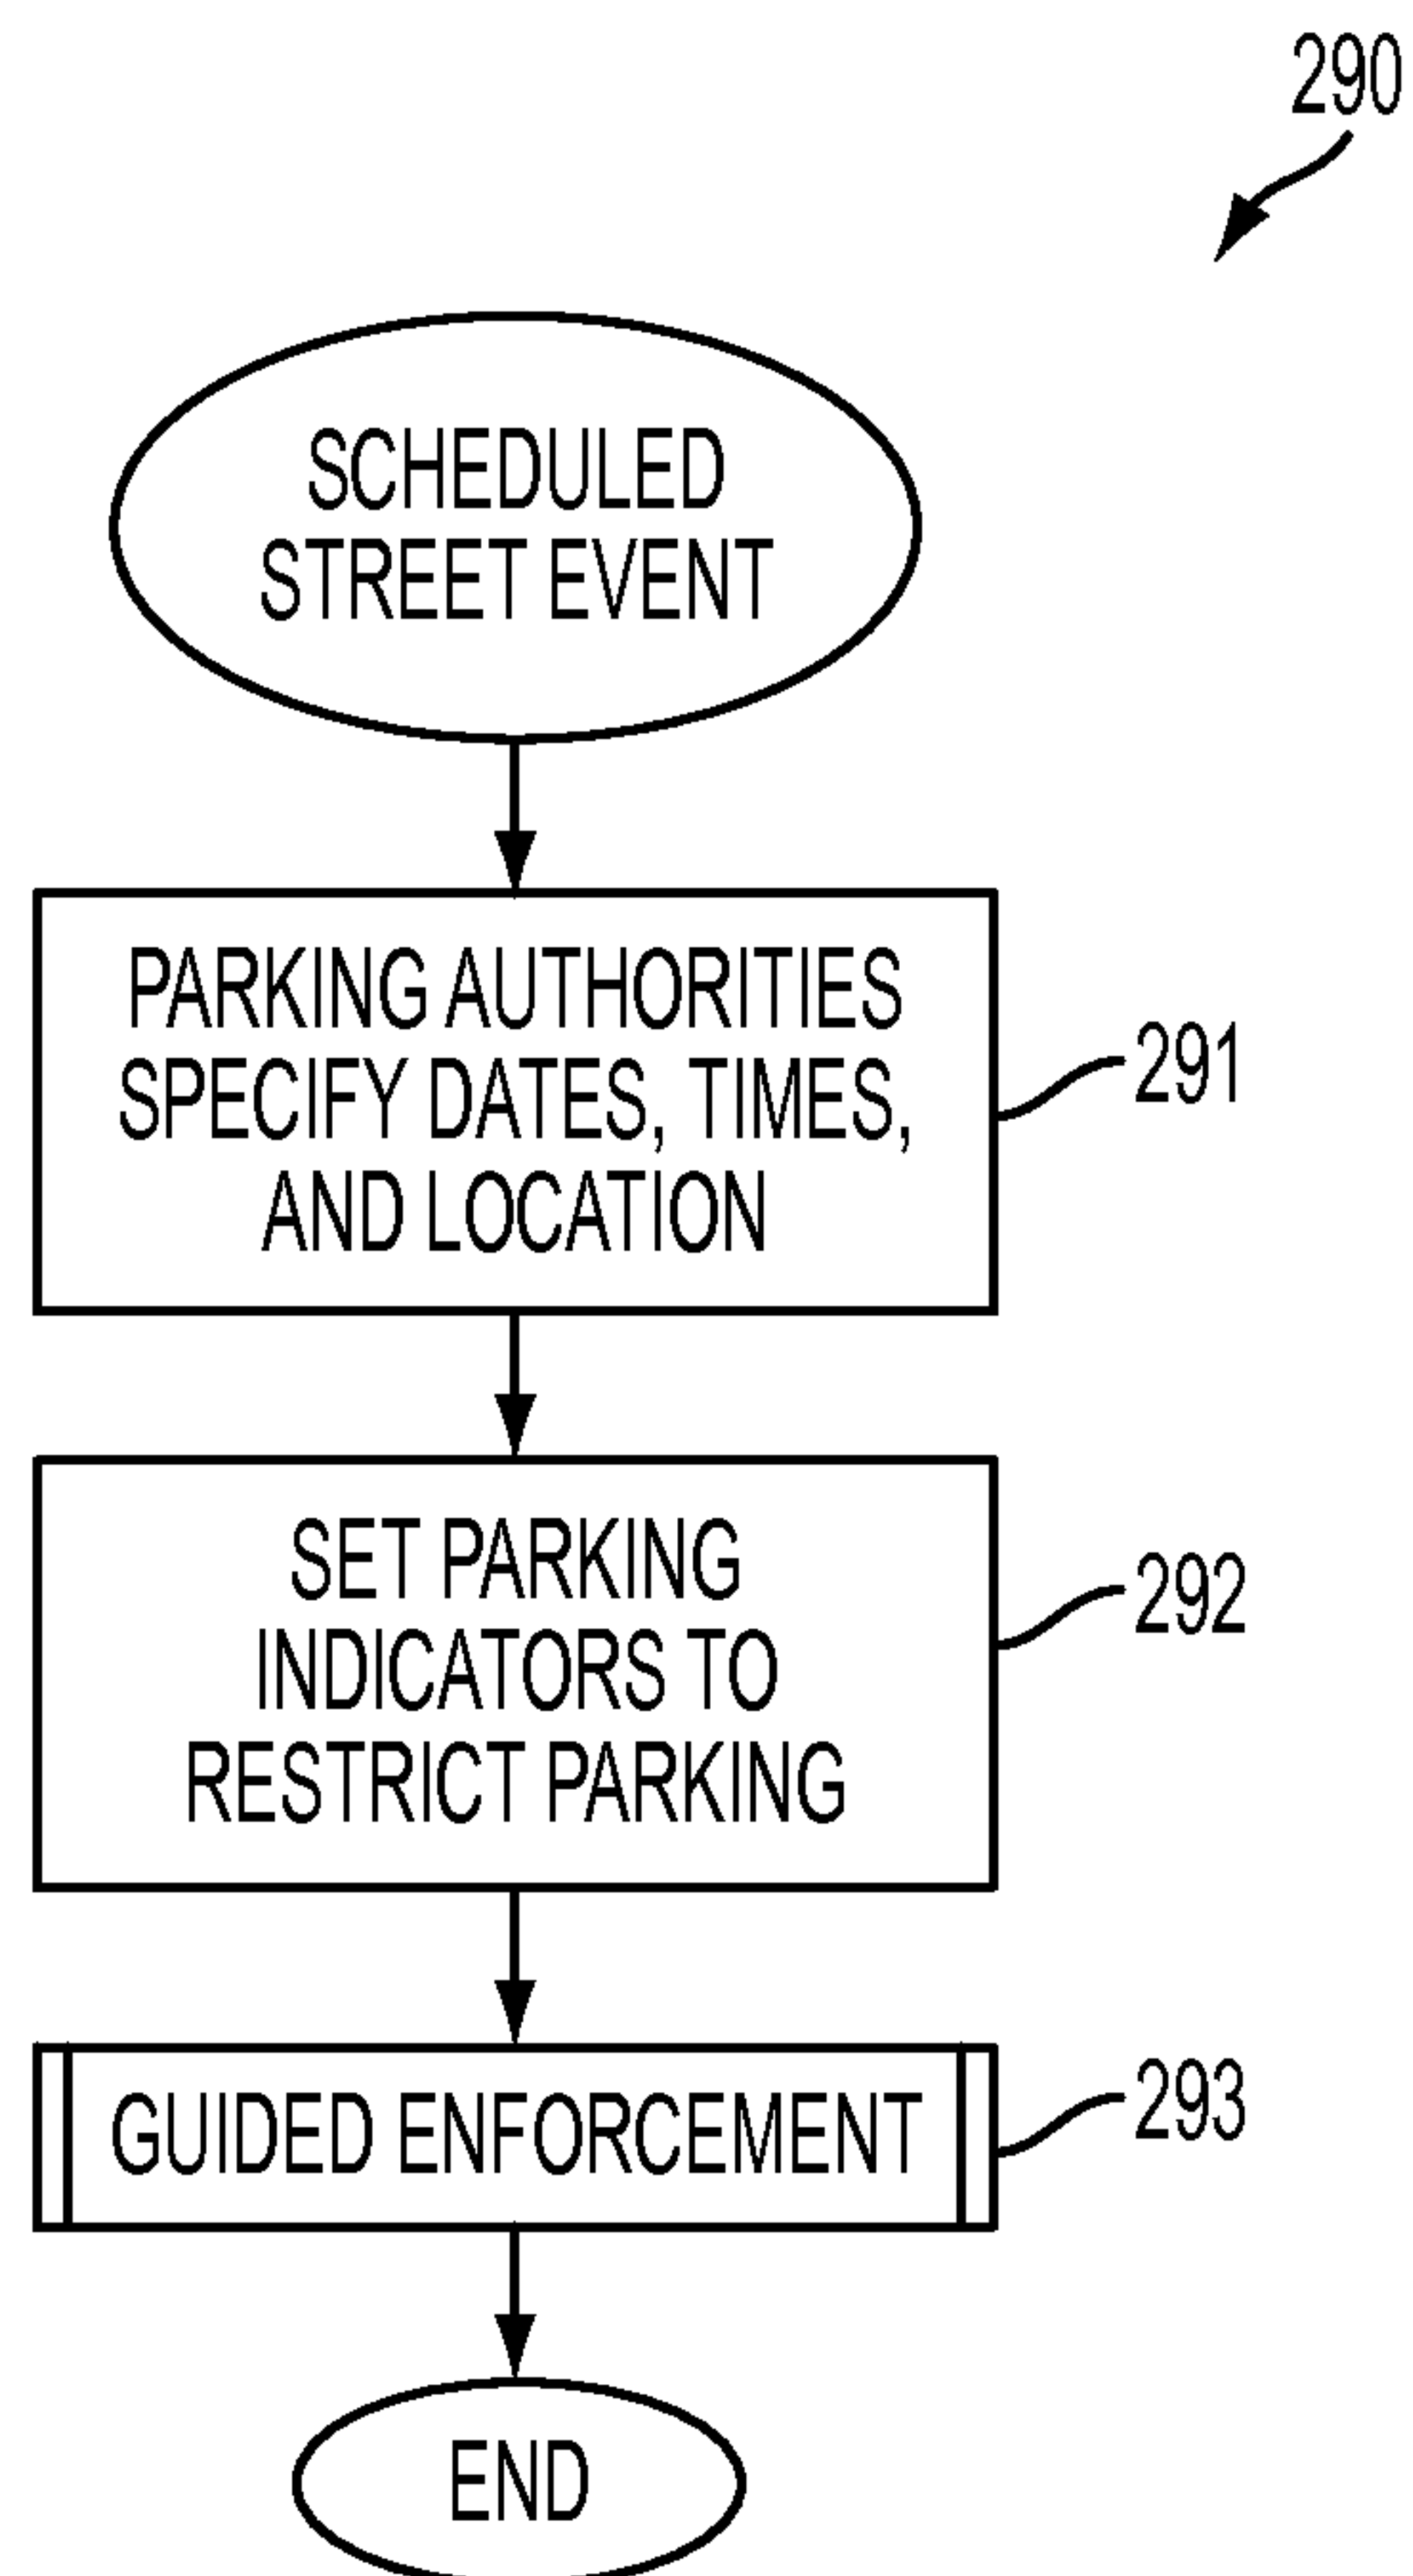 290
SCHEDULED
STREET EVENT
PARKING AUTHORITIES
SPECIFY DATES, TIMES,
AND LOCATION
291
SET PARKING
INDICATORS TO
RESTRICT PARKING
292
GUIDED ENFORCEMENT
293
END